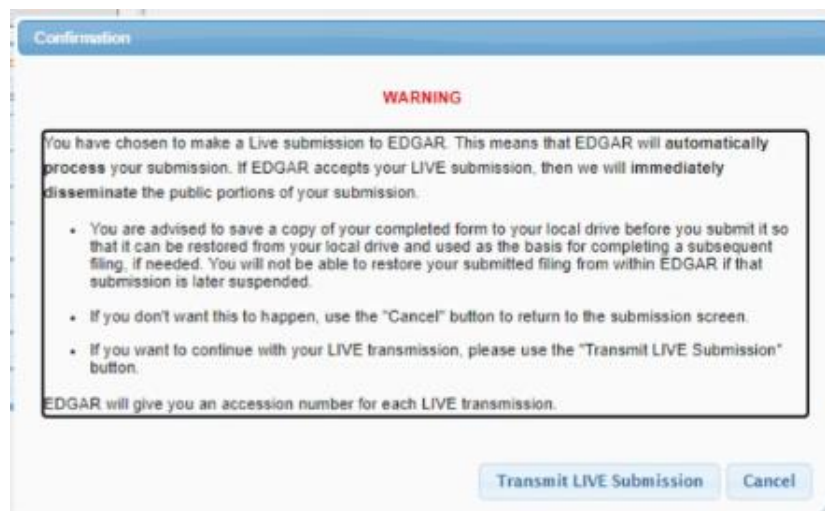 Confirmation
WARNING
You have chosen to make a Live submission to EDGAR. This means that EDGAR will automatically
process your submission. If EDGAR accepts your LIVE submission, then we will immediately
disseminate the public portions of your submission.
• You are advised to save a copy of your completed form to your local drive before you submit it so
that it can be restored from your local drive and used as the basis for completing a subsequent
filing, if needed. You will not be able to restore your submitted filing from within EDGAR if that
submission is later suspended.
• If you don't want this to happen, use the "Cancel" button to return to the submission screen.
• If you want to continue with your LIVE transmission, please use the "Transmit LIVE Submission"
button.
EDGAR will give you an accession number for each LIVE transmission.
Transmit LIVE Submission Cancel